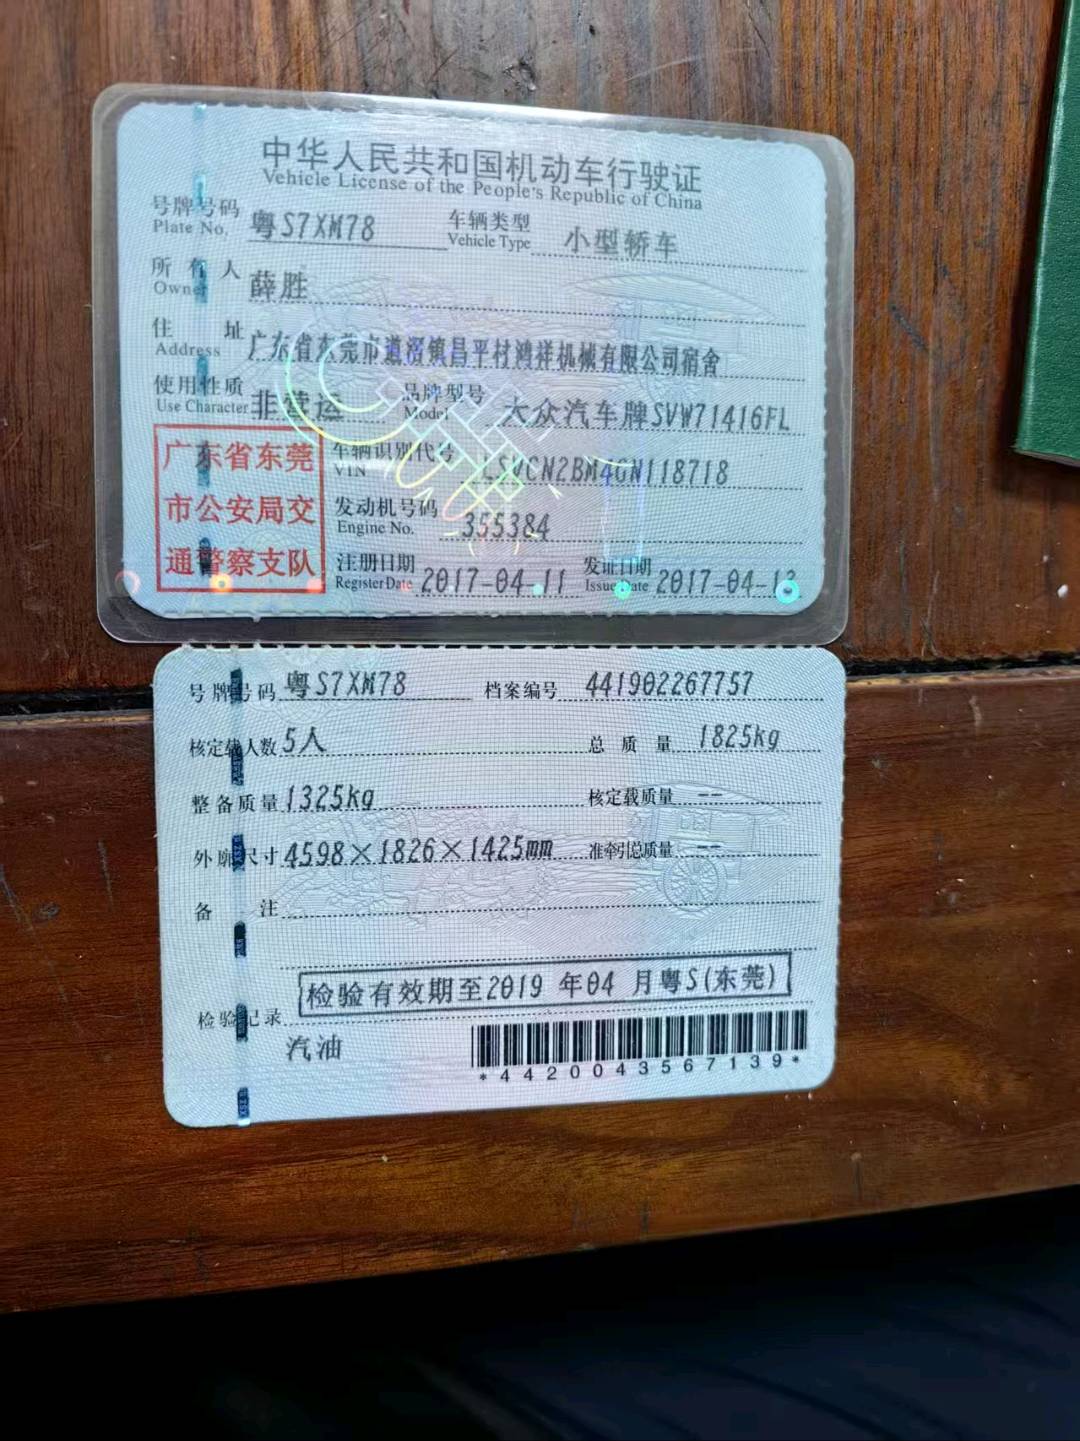 中华人民共和国机动车行驶证
Vehicle License of the People's Republic of China
号牌号码 粤S7XM78 车辆类型 小型轿车
Plate No. Vehicle Type
所有人 薛胜
Owner
住址 广东省东莞市道滘镇昌平村鸿祥机械有限公司宿舍
Address
使用性质 非营运 品牌型号 大众汽车牌SVW71416FL
Use Character Model
广东省东莞
市公安局交
通警察支队
车辆识别代号 LSVCN2BM4GN118718
VIN
发动机号码 355384
Engine No.
注册日期 2017-04-11 发证日期 2017-04-12
Register Date Issue Date
号牌号码 粤S7XM78 档案编号 441902267757
核定载人数 5人 总质量 1825kg
整备质量 1325kg 核定载质量 --
外廓尺寸 4598×1826×1425mm 准牵引总质量 --
备注
检验有效期至2019年04月粤S(东莞)
检验记录
汽油
*4420043567139*